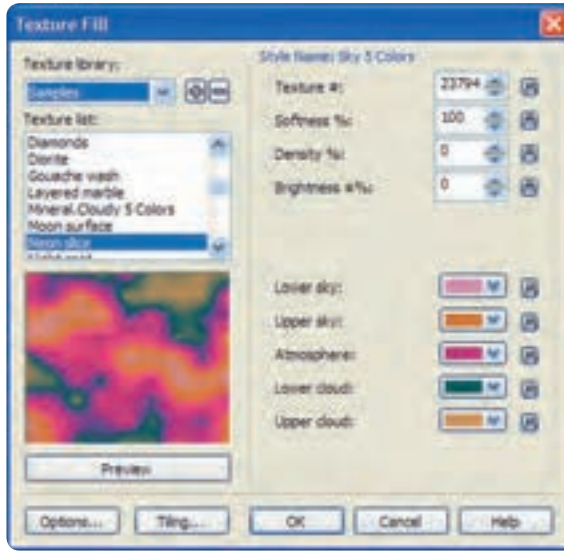 Texture Fill
Texture library:
Samples
Texture list:
Diamonds
Diorite
Gouache wash
Layered marble
Mineral.Cloudy 5 Colors
Moon surface
Neon slice
Preview
Options...
Tiling...
Style Name: Sky 5 Colors
Texture #:
23794
Softness %:
100
Density %:
0
Brightness ±%:
0
Lower sky:
Upper sky:
Atmosphere:
Lower cloud:
Upper cloud:
OK
Cancel
Help